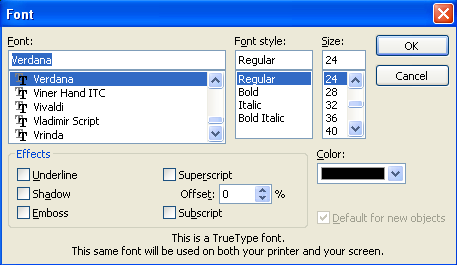 Font
Font:
Font style:
Size:
Verdana
Regular
24
OK
Cancel
Verdana
Viner Hand ITC
Vivaldi
Vladimir Script
Vrinda
Regular
Bold
Italic
Bold Italic
24
28
32
36
40
Effects
Underline
Shadow
Emboss
Superscript
Offset: 0 %
Subscript
Color:
Default for new objects
This is a TrueType font.
This same font will be used on both your printer and your screen.